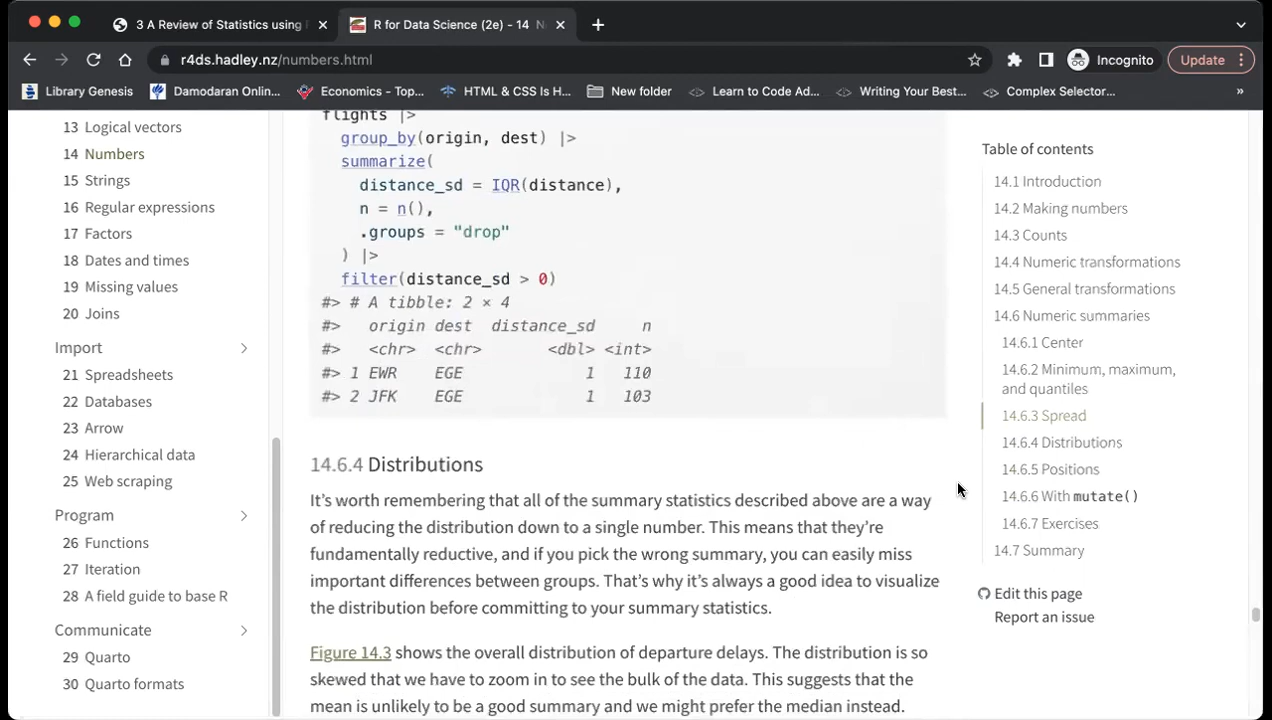 3 A Review of Statistics using
R for Data Science (2e) - 14 N
r4ds.hadley.nz/numbers.html
Incognito
Update
Library Genesis
Damodaran Onlin...
Economics - Top...
HTML & CSS Is H...
New folder
Learn to Code Ad...
Writing Your Best...
Complex Selector...
»
13 Logical vectors
14 Numbers
15 Strings
16 Regular expressions
17 Factors
18 Dates and times
19 Missing values
20 Joins
Import
21 Spreadsheets
22 Databases
23 Arrow
24 Hierarchical data
25 Web scraping
Program
26 Functions
27 Iteration
28 A field guide to base R
Communicate
29 Quarto
30 Quarto formats
flights |>
group_by(origin, dest) |>
summarize(
distance_sd = IQR(distance),
n = n(),
.groups = "drop"
) |>
filter(distance_sd > 0)
#> # A tibble: 2 × 4
#> origin dest distance_sd n
#> <chr> <chr> <dbl> <int>
#> 1 EWR EGE 1 110
#> 2 JFK EGE 1 103
14.6.4 Distributions
It’s worth remembering that all of the summary statistics described above are a way
of reducing the distribution down to a single number. This means that they’re
fundamentally reductive, and if you pick the wrong summary, you can easily miss
important differences between groups. That’s why it’s always a good idea to visualize
the distribution before committing to your summary statistics.
Figure 14.3 shows the overall distribution of departure delays. The distribution is so
skewed that we have to zoom in to see the bulk of the data. This suggests that the
mean is unlikely to be a good summary and we might prefer the median instead.
Table of contents
14.1 Introduction
14.2 Making numbers
14.3 Counts
14.4 Numeric transformations
14.5 General transformations
14.6 Numeric summaries
14.6.1 Center
14.6.2 Minimum, maximum,
and quantiles
14.6.3 Spread
14.6.4 Distributions
14.6.5 Positions
14.6.6 With mutate()
14.6.7 Exercises
14.7 Summary
Edit this page
Report an issue